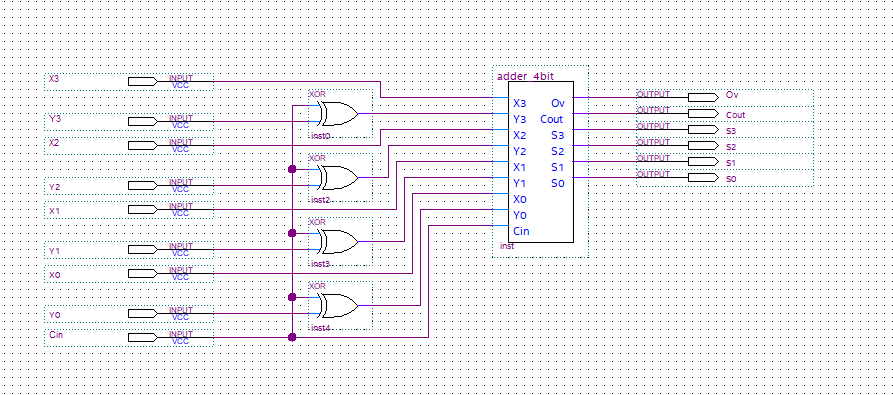 X3
INPUT
VCC
Y3
INPUT
VCC
X2
INPUT
VCC
Y2
INPUT
VCC
X1
INPUT
VCC
Y1
INPUT
VCC
X0
INPUT
VCC
Y0
INPUT
VCC
Cin
INPUT
VCC
XOR
inst0
XOR
inst2
XOR
inst3
XOR
inst4
adder_4bit
X3 Ov
Y3 Cout
X2 S3
Y2 S2
X1 S1
Y1 S0
X0
Y0
Cin
inst
OUTPUT Ov
OUTPUT Cout
OUTPUT S3
OUTPUT S2
OUTPUT S1
OUTPUT S0